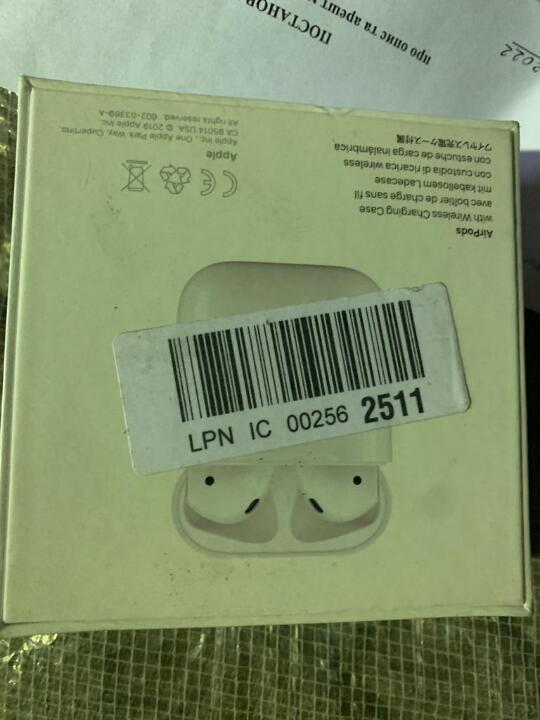 ПОСТАНОВ
про опис та арешт
2022
AirPods
with Wireless Charging Case
avec boîtier de charge sans fil
mit kabellosem Ladecase
con custodia di ricarica wireless
con estuche de carga inalámbrica
ワイヤレス充電ケース付属
CE
Apple
Apple Inc., One Apple Park Way, Cupertino,
CA 95014 USA. © 2019 Apple Inc.
All rights reserved. 602-03369-A
LPN IC 00256 2511